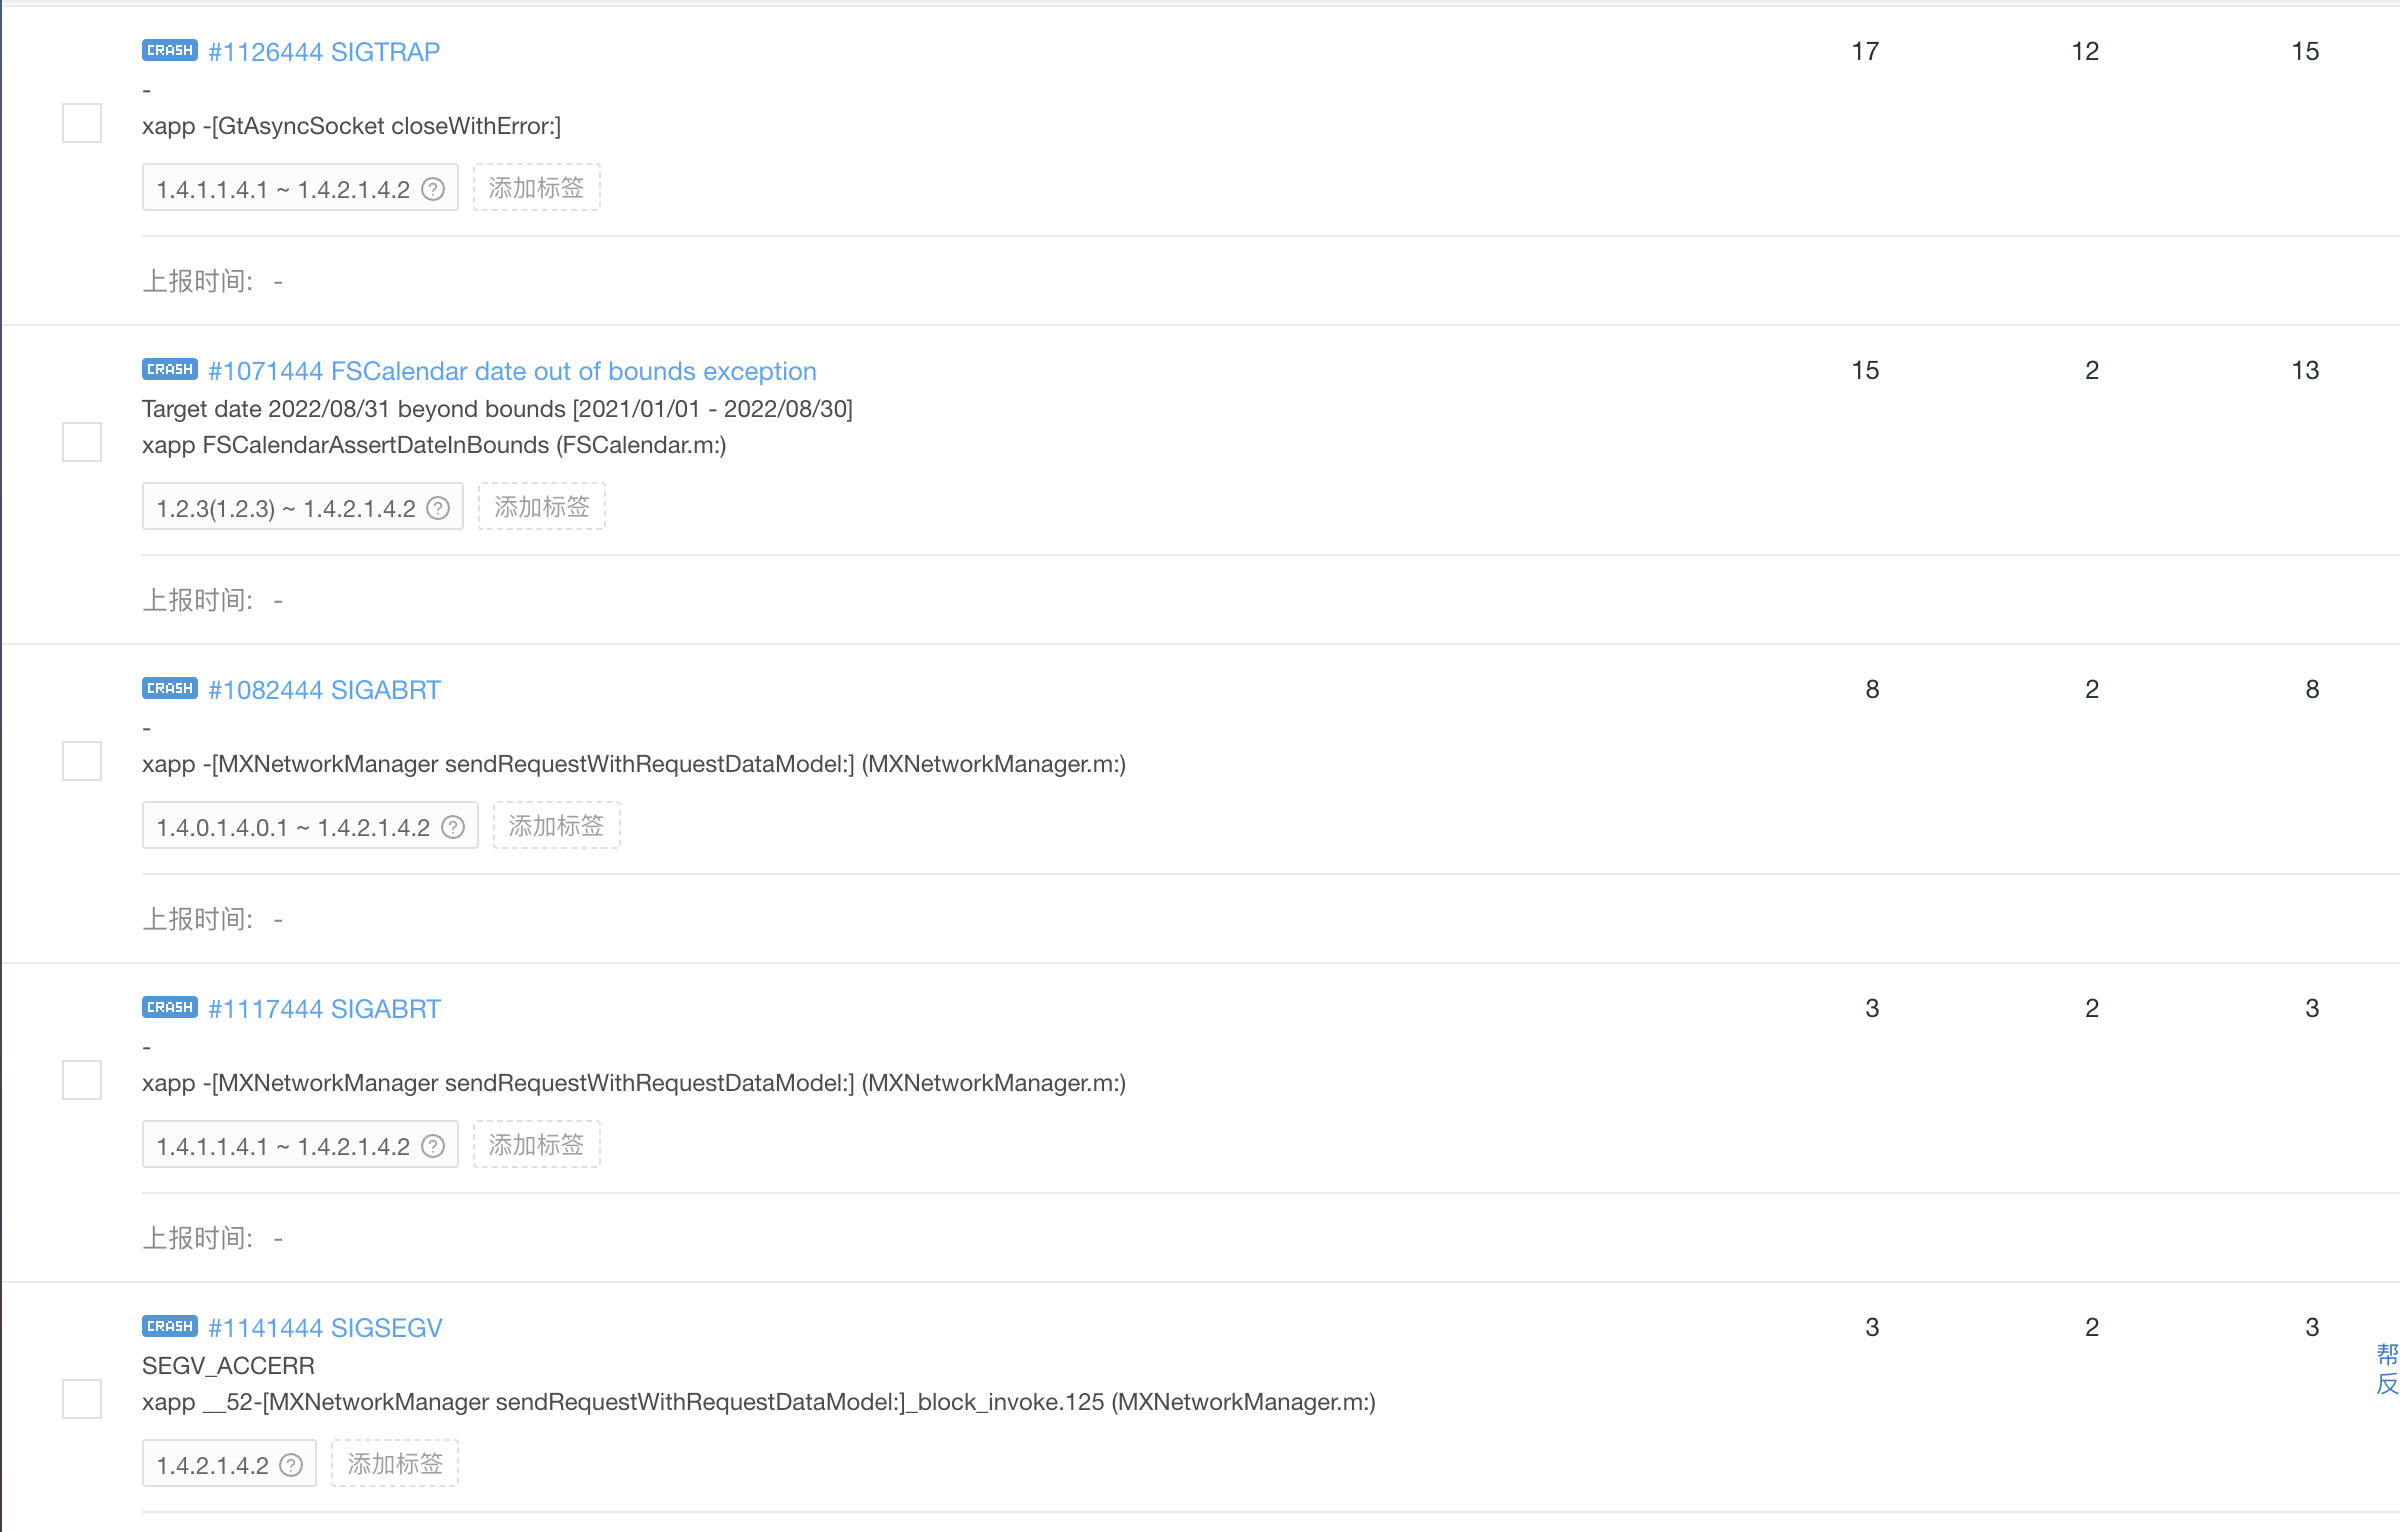 CRASH #1126444 SIGTRAP 17 12 15
-
xapp -[GtAsyncSocket closeWithError:]
1.4.1.1.4.1 ~ 1.4.2.1.4.2 ? 添加标签
上报时间: -
CRASH #1071444 FSCalendar date out of bounds exception 15 2 13
Target date 2022/08/31 beyond bounds [2021/01/01 - 2022/08/30]
xapp FSCalendarAssertDateInBounds (FSCalendar.m:)
1.2.3(1.2.3) ~ 1.4.2.1.4.2 ? 添加标签
上报时间: -
CRASH #1082444 SIGABRT 8 2 8
-
xapp -[MXNetworkManager sendRequestWithRequestDataModel:] (MXNetworkManager.m:)
1.4.0.1.4.0.1 ~ 1.4.2.1.4.2 ? 添加标签
上报时间: -
CRASH #1117444 SIGABRT 3 2 3
-
xapp -[MXNetworkManager sendRequestWithRequestDataModel:] (MXNetworkManager.m:)
1.4.1.1.4.1 ~ 1.4.2.1.4.2 ? 添加标签
上报时间: -
CRASH #1141444 SIGSEGV 3 2 3
SEGV_ACCERR
xapp __52-[MXNetworkManager sendRequestWithRequestDataModel:]_block_invoke.125 (MXNetworkManager.m:)
1.4.2.1.4.2 ? 添加标签
帮
反